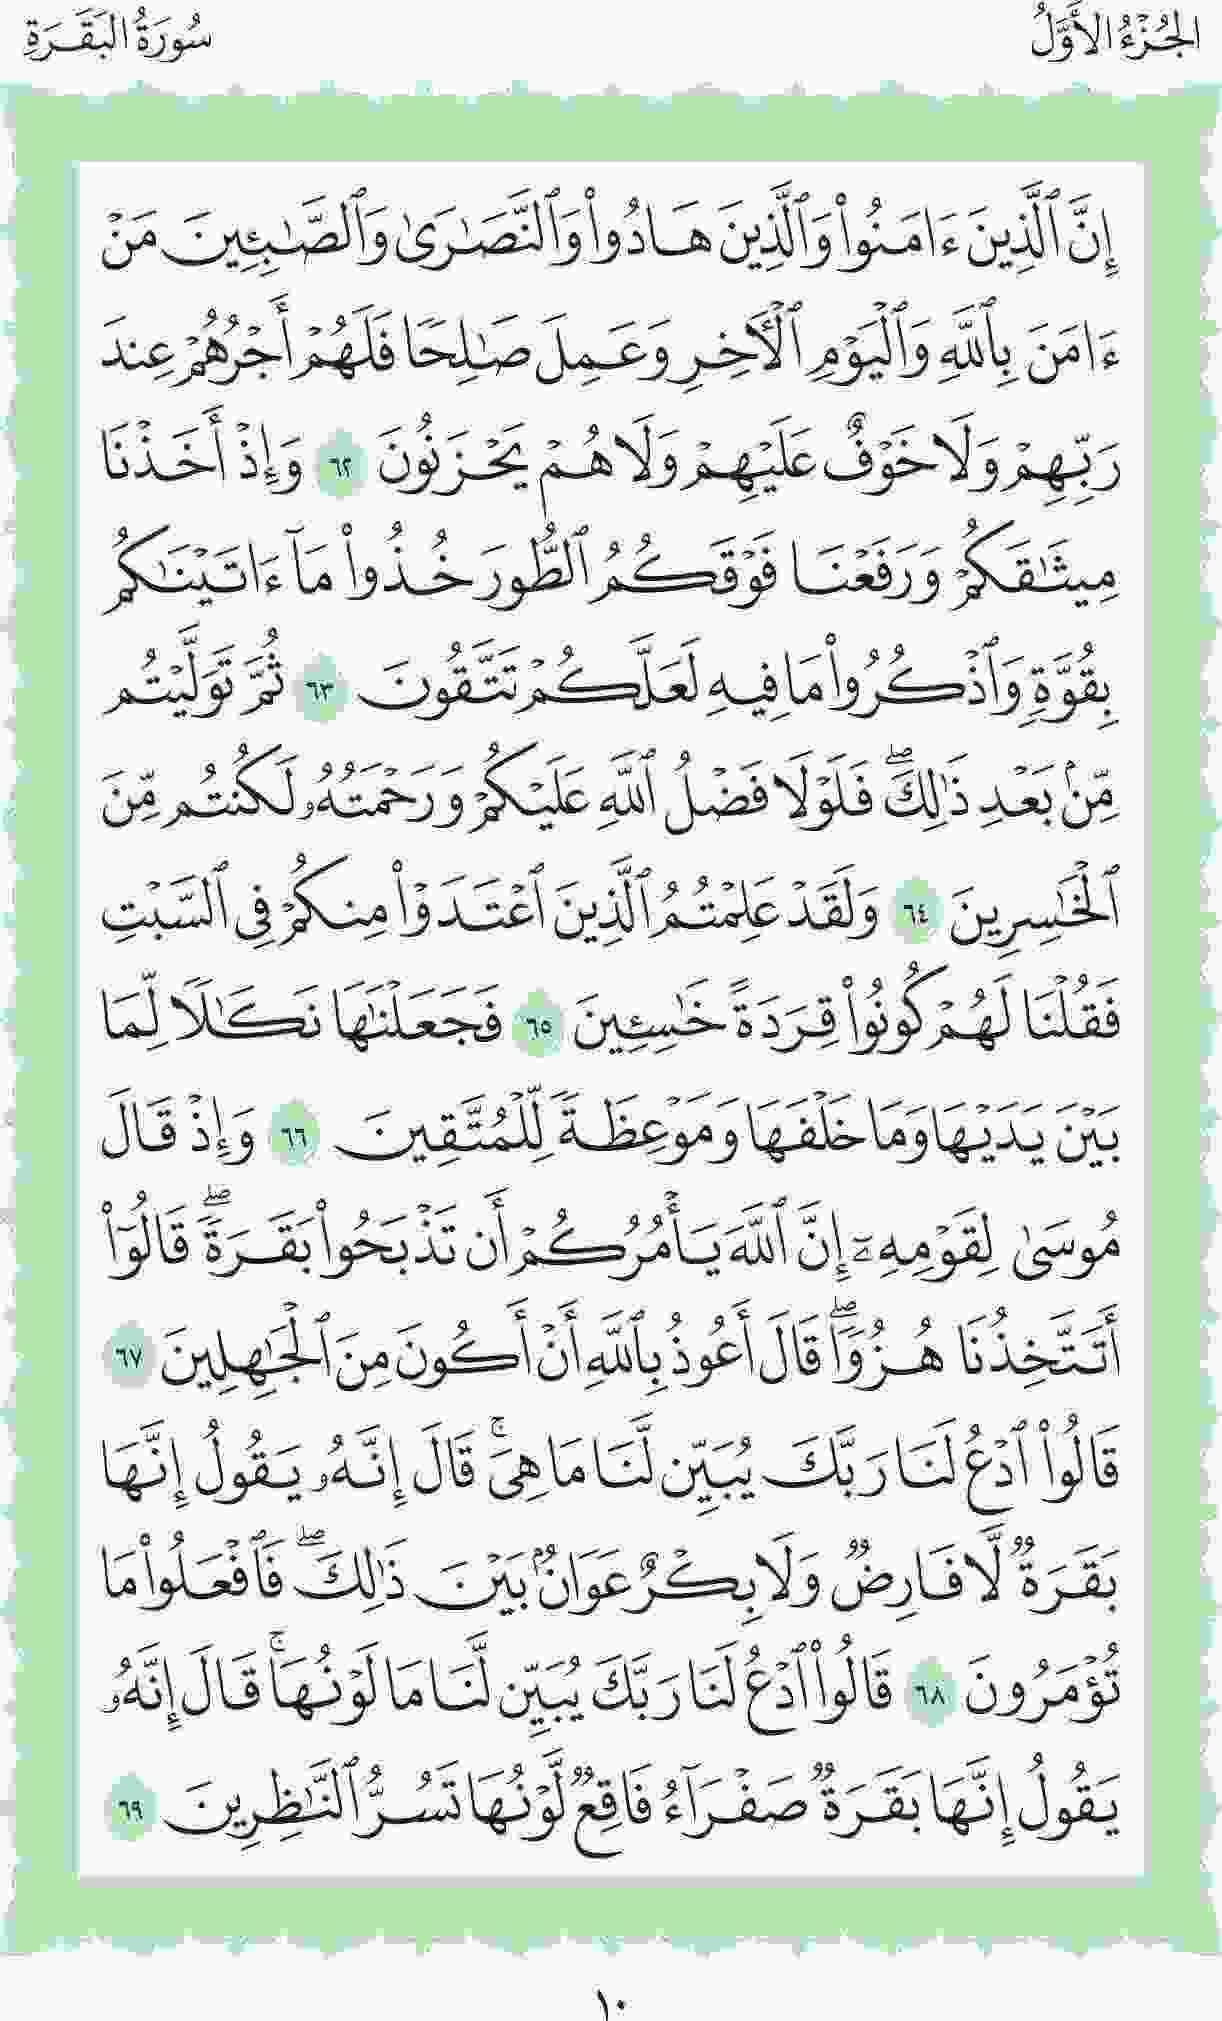 الجُزْءُ الأَوَّلُ
سُورَةُ البَقَرَةِ
إِنَّ ٱلَّذِينَ ءَامَنُوا۟ وَٱلَّذِينَ هَادُوا۟ وَٱلنَّصَـٰرَىٰ وَٱلصَّـٰبِـِٔينَ مَنْ
ءَامَنَ بِٱللَّهِ وَٱلْيَوْمِ ٱلْـَٔاخِرِ وَعَمِلَ صَـٰلِحًا فَلَهُمْ أَجْرُهُمْ عِندَ
رَبِّهِمْ وَلَا خَوْفٌ عَلَيْهِمْ وَلَا هُمْ يَحْزَنُونَ ٦٢ وَإِذْ أَخَذْنَا
مِيثَـٰقَكُمْ وَرَفَعْنَا فَوْقَكُمُ ٱلطُّورَ خُذُوا۟ مَآ ءَاتَيْنَـٰكُم
بِقُوَّةٍ وَٱذْكُرُوا۟ مَا فِيهِ لَعَلَّكُمْ تَتَّقُونَ ٦٣ ثُمَّ تَوَلَّيْتُم
مِّنۢ بَعْدِ ذَٰلِكَ ۖ فَلَوْلَا فَضْلُ ٱللَّهِ عَلَيْكُمْ وَرَحْمَتُهُۥ لَكُنتُم مِّنَ
ٱلْخَـٰسِرِينَ ٦٤ وَلَقَدْ عَلِمْتُمُ ٱلَّذِينَ ٱعْتَدَوْا۟ مِنكُمْ فِى ٱلسَّبْتِ
فَقُلْنَا لَهُمْ كُونُوا۟ قِرَدَةً خَـٰسِـِٔينَ ٦٥ فَجَعَلْنَـٰهَا نَكَـٰلًا لِّمَا
بَيْنَ يَدَيْهَا وَمَا خَلْفَهَا وَمَوْعِظَةً لِّلْمُتَّقِينَ ٦٦ وَإِذْ قَالَ
مُوسَىٰ لِقَوْمِهِۦٓ إِنَّ ٱللَّهَ يَأْمُرُكُمْ أَن تَذْبَحُوا۟ بَقَرَةً ۖ قَالُوٓا۟
أَتَتَّخِذُنَا هُزُوًا ۖ قَالَ أَعُوذُ بِٱللَّهِ أَنْ أَكُونَ مِنَ ٱلْجَـٰهِلِينَ ٦٧
قَالُوا۟ ٱدْعُ لَنَا رَبَّكَ يُبَيِّن لَّنَا مَا هِىَ ۚ قَالَ إِنَّهُۥ يَقُولُ إِنَّهَا
بَقَرَةٌ لَّا فَارِضٌ وَلَا بِكْرٌ عَوَانٌۢ بَيْنَ ذَٰلِكَ ۖ فَٱفْعَلُوا۟ مَا
تُؤْمَرُونَ ٦٨ قَالُوا۟ ٱدْعُ لَنَا رَبَّكَ يُبَيِّن لَّنَا مَا لَوْنُهَا ۚ قَالَ إِنَّهُۥ
يَقُولُ إِنَّهَا بَقَرَةٌ صَفْرَآءُ فَاقِعٌ لَّوْنُهَا تَسُرُّ ٱلنَّـٰظِرِينَ ٦٩
١٠